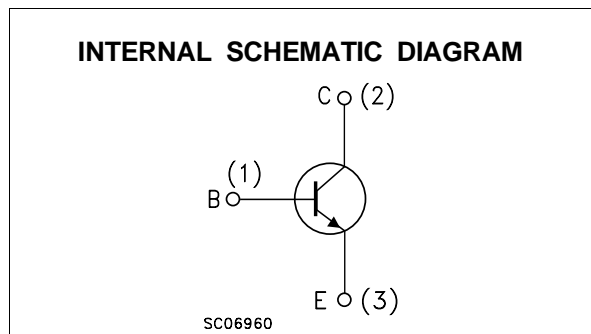 INTERNAL SCHEMATIC DIAGRAM
C (2)
(1)
B
E (3)
SC06960